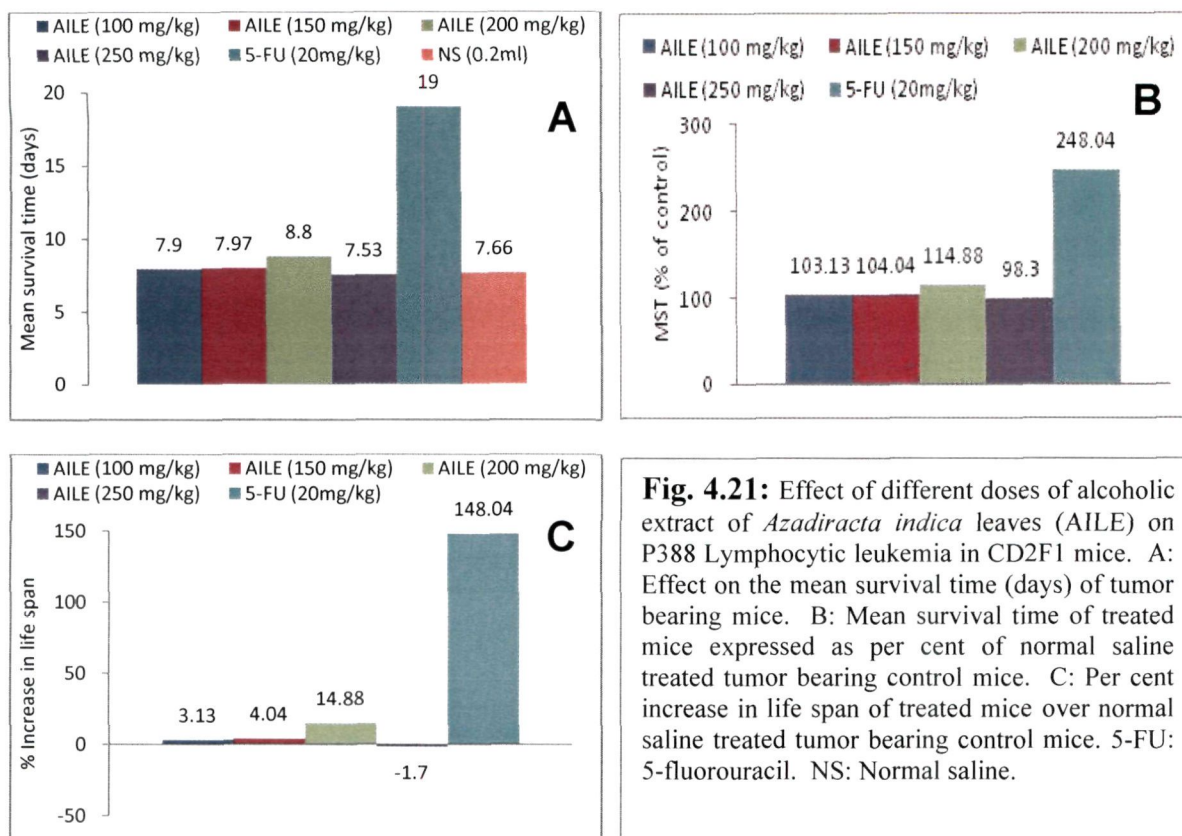 AILE (100 mg/kg) AILE (150 mg/kg) AILE (200 mg/kg)
AILE (250 mg/kg) 5-FU (20mg/kg) NS (0.2ml)
A
Mean survival time (days)
20
15
10
5
0
7.9
7.97
8.8
7.53
19
7.66
AILE (100 mg/kg) AILE (150 mg/kg) AILE (200 mg/kg)
AILE (250 mg/kg) 5-FU (20mg/kg)
B
MST (% of control)
300
200
100
0
103.13
104.04
114.88
98.3
248.04
AILE (100 mg/kg) AILE (150 mg/kg) AILE (200 mg/kg)
AILE (250 mg/kg) 5-FU (20mg/kg)
C
% Increase in life span
150
100
50
0
-50
3.13
4.04
14.88
-1.7
148.04
Fig. 4.21: Effect of different doses of alcoholic
extract of Azadiracta indica leaves (AILE) on
P388 Lymphocytic leukemia in CD2F1 mice. A:
Effect on the mean survival time (days) of tumor
bearing mice. B: Mean survival time of treated
mice expressed as per cent of normal saline
treated tumor bearing control mice. C: Per cent
increase in life span of treated mice over normal
saline treated tumor bearing control mice. 5-FU:
5-fluorouracil. NS: Normal saline.